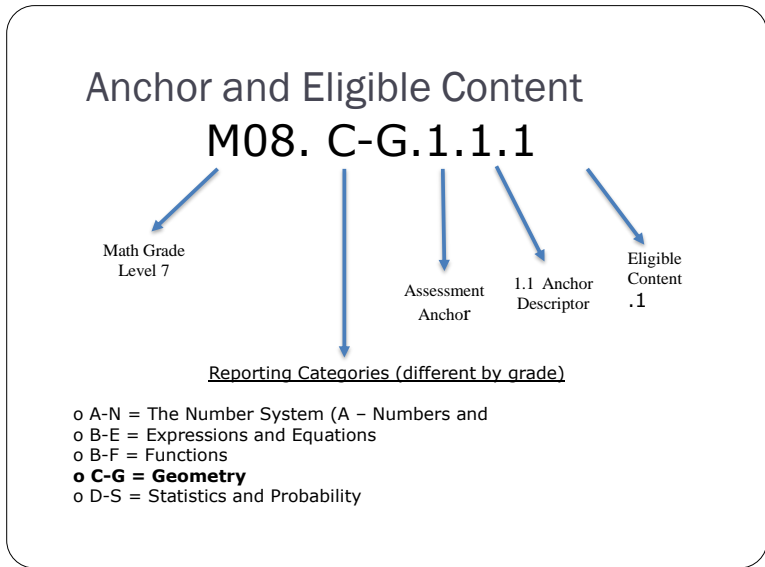 Anchor and Eligible Content
M08. C-G.1.1.1
Math Grade
Level 7
Assessment
Anchor
1.1 Anchor
Descriptor
Eligible
Content
.1
Reporting Categories (different by grade)
o A-N = The Number System (A – Numbers and
o B-E = Expressions and Equations
o B-F = Functions
o C-G = Geometry
o D-S = Statistics and Probability